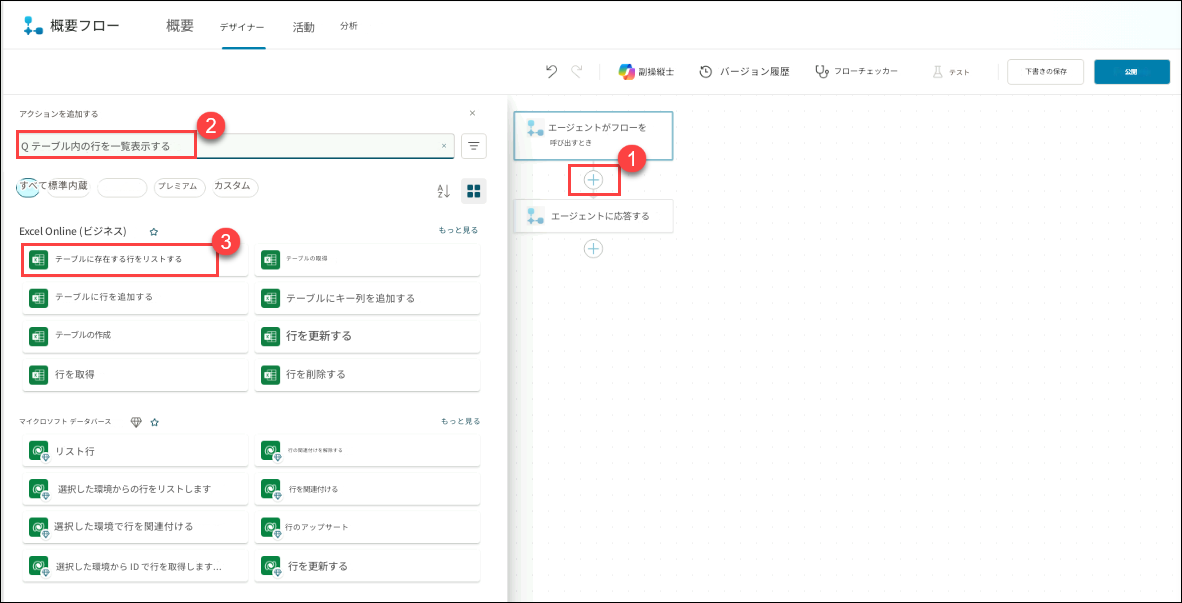 概要フロー
概要
デザイナー
活動
分析
副操縦士
バージョン履歴
フローチェッカー
テスト
下書きの保存
公開
アクションを追加する
Q テーブル内の行を一覧表示する
2
すべて標準内蔵
プレミアム
カスタム
Excel Online (ビジネス)
もっと見る
3
テーブルに存在する行をリストする
テーブルの取得
テーブルに行を追加する
テーブルにキー列を追加する
テーブルの作成
行を更新する
行を取得
行を削除する
マイクロソフト データベース
もっと見る
リスト行
行の関連付けを解除する
選択した環境からの行をリストします
行を関連付ける
選択した環境で行を関連付ける
行のアップサート
選択した環境から ID で行を取得します...
行を更新する
エージェントがフローを
呼び出すとき
1
エージェントに応答する